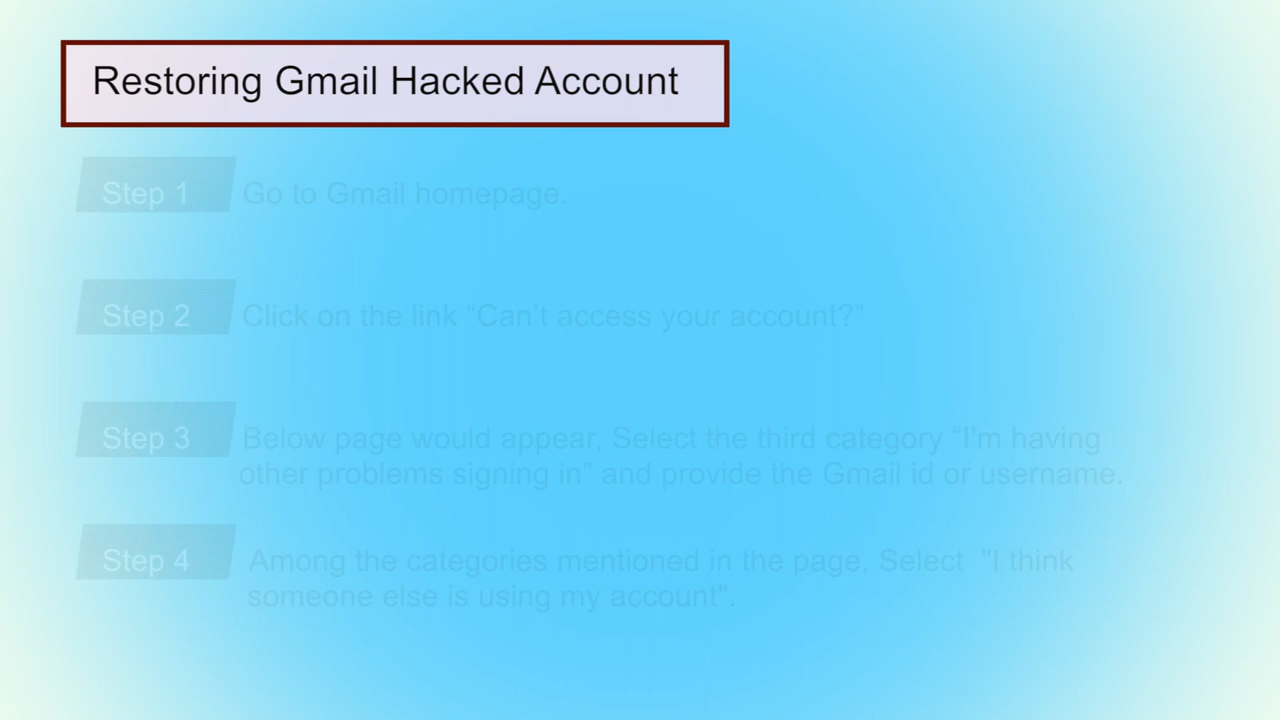 Restoring Gmail Hacked Account
Step 1 Go to Gmail homepage.
Step 2 Click on the link “Can't access your account?”
Step 3 Below page would appear, Select the third category “I'm having
other problems signing in” and provide the Gmail id or username.
Step 4 Among the categories mentioned in the page, Select "I think
someone else is using my account".